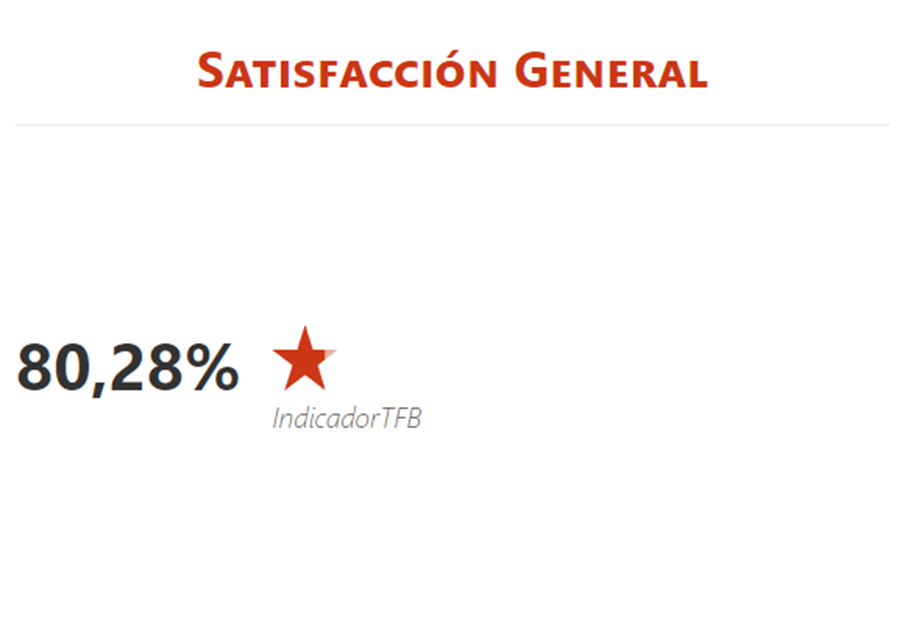 Satisfacción General
80,28%
IndicadorTFB